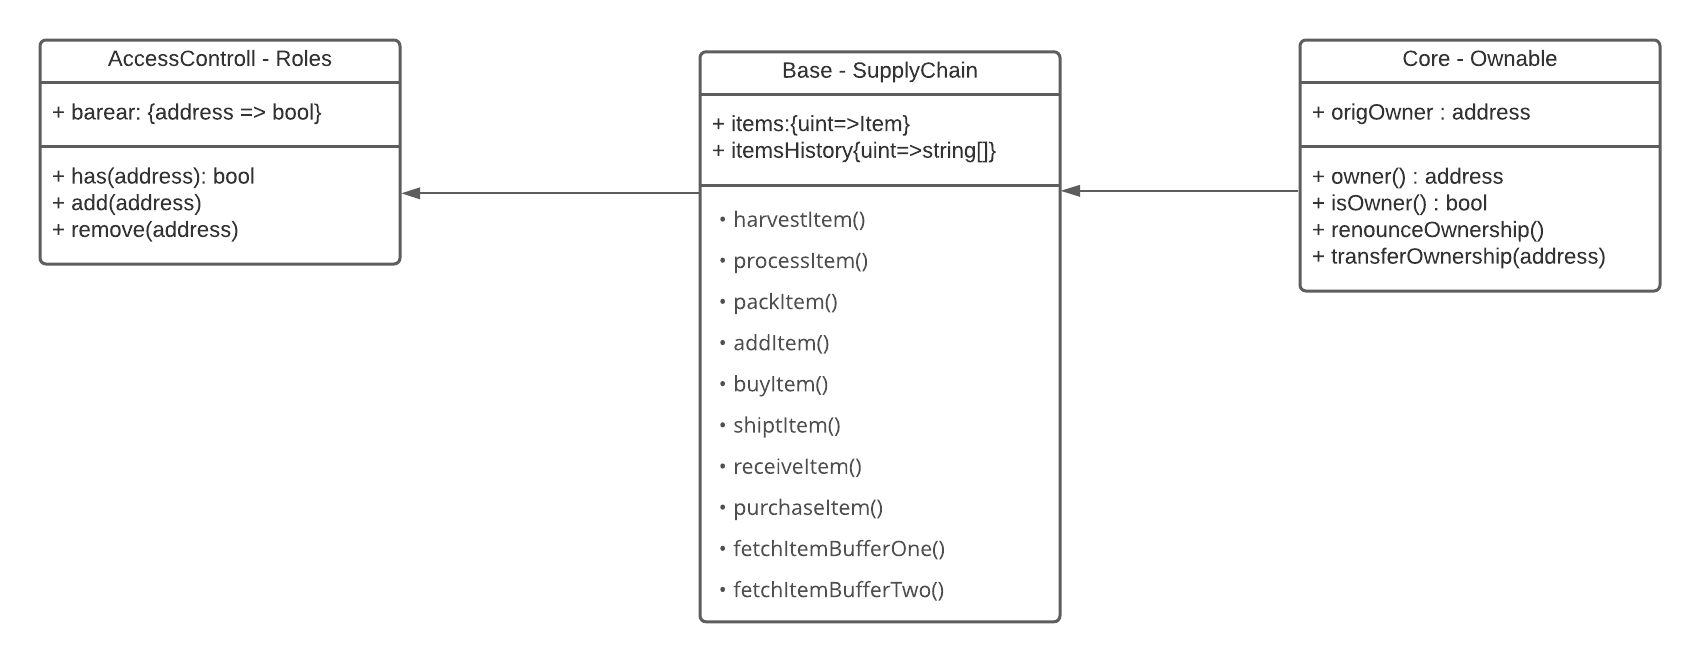 AccessControll - Roles
+ barear: {address => bool}
+ has(address): bool
+ add(address)
+ remove(address)
Base - SupplyChain
+ items:{uint=>Item}
+ itemsHistory{uint=>string[]}
• harvestItem()
• processItem()
• packItem()
• addItem()
• buyItem()
• shiptItem()
• receiveItem()
• purchaseItem()
• fetchItemBufferOne()
• fetchItemBufferTwo()
Core - Ownable
+ origOwner : address
+ owner() : address
+ isOwner() : bool
+ renounceOwnership()
+ transferOwnership(address)